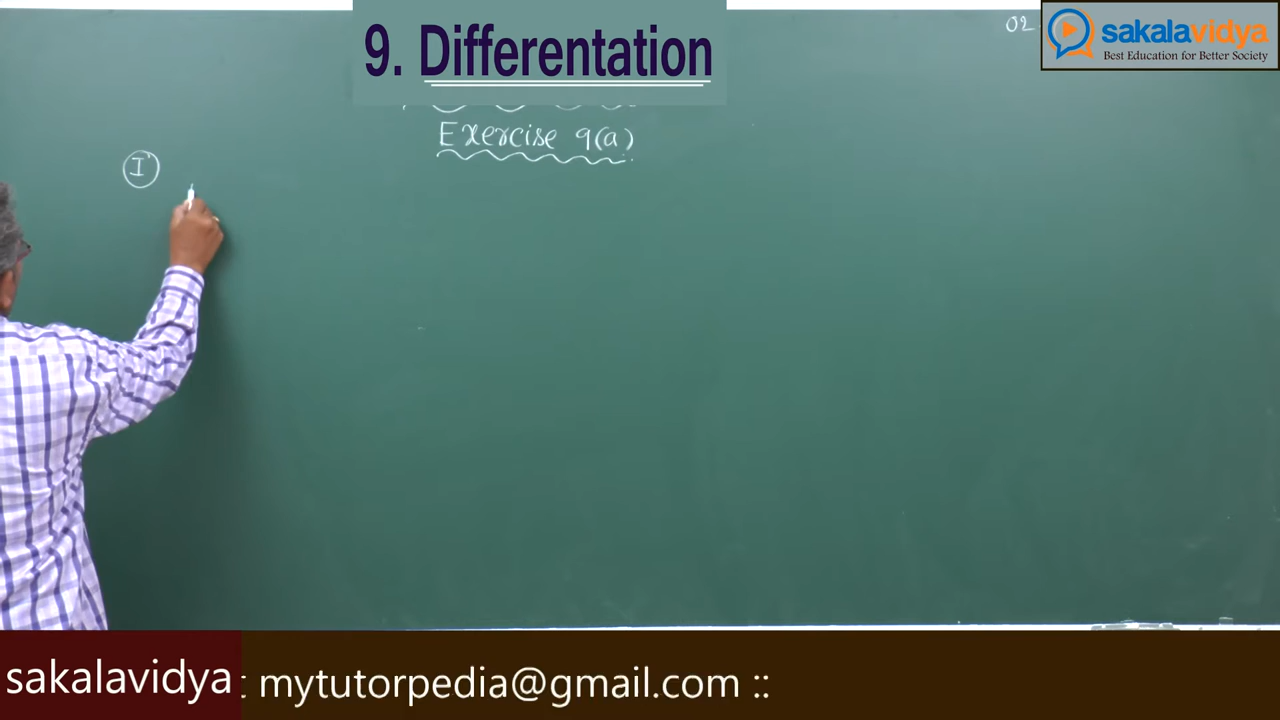 9. Differentation
02
sakalavidya
Best Education for Better Society
Exercise 9(a)
I
sakalavidya
: mytutorpedia@gmail.com ::